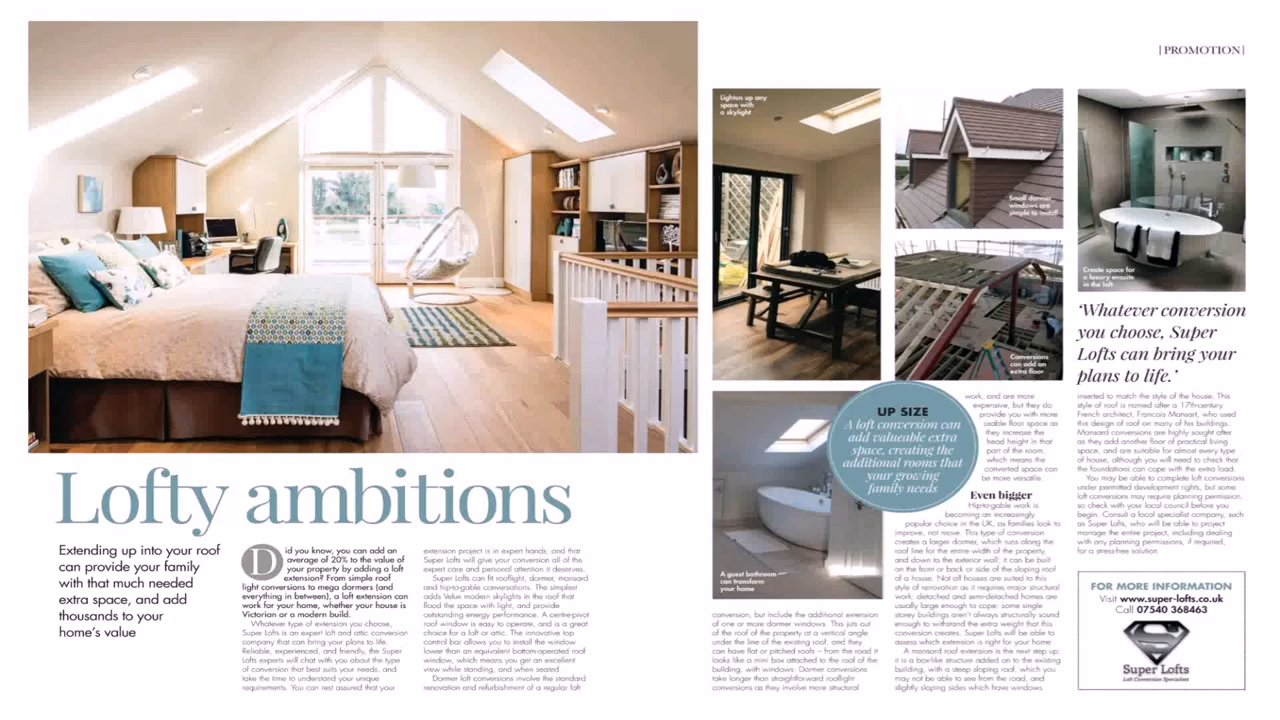 | PROMOTION |
Lighten up any
space with
a skylight
Small dormer
windows are
simple to install
Conversions
can add an
extra floor
Create space for
a luxury ensuite
in the loft
A guest bathroom
can transform
your home
Lofty ambitions
Extending up into your roof
can provide your family
with that much needed
extra space, and add
thousands to your
home's value
Did you know, you can add an
average of 20% to the value of
your property by adding a loft
extension? From simple roof
light conversions to mega dormers (and
everything in between), a loft extension can
work for your home, whether your house is
Victorian or a modern build.
Whatever type of extension you choose,
Super Lofts is an expert loft and attic conversion
company that can bring your plans to life.
Reliable, experienced, and friendly, the Super
Lofts experts will chat with you about the type
of conversion that best suits your needs, and
take the time to understand your unique
requirements. You can rest assured that your
extension project is in expert hands, and that
Super Lofts will give your conversion all of the
expert care and personal attention it deserves.
Super Lofts can fit rooflight, dormer, mansard
and hip-to-gable conversations. The simplest
adds Velux modern skylights in the roof that
flood the space with light, and provide
outstanding energy performance. A centre-pivot
roof window is easy to operate, and is a great
choice for a loft or attic. The innovative top
control bar allows you to install the window
lower than an equivalent bottom-operated roof
window, which means you get an excellent
view while standing, and when seated.
Dormer loft conversions involve the standard
renovation and refurbishment of a regular loft
conversion, but include the additional extension
of one or more dormer windows. This juts out
of the roof of the property at a vertical angle
under the line of the existing roof, and they
can have flat or pitched roofs – from the road it
looks like a mini box attached to the roof of the
building, with windows. Dormer conversions
take longer than straightforward rooflight
conversions as they involve more structural
UP SIZE
A loft conversion can
add valueable extra
space, creating the
additional rooms that
your growing
family needs
work, and are more
expensive, but they do
provide you with more
usable floor space as
they increase the
head height in that
part of the room.
which means the
converted space can
be more versatile.
Even bigger
Hip-to-gable work is
becoming an increasingly
popular choice in the UK, as families look to
improve, not move. This type of conversion
creates a larger dormer, which runs along the
roof line for the entire width of the property,
and down to the exterior wall; it can be built
on the front or back or side of the sloping roof
of a house. Not all houses are suited to this
style of renovation as it requires major structural
work; detached and semi-detached homes are
usually large enough to cope; some single
storey buildings aren't always structurally sound
enough to withstand the extra weight that this
conversion creates. Super Lofts will be able to
assess which extension is right for your home.
A mansard roof extension is the next step up;
it is a box-like structure added on to the existing
building, with a steep sloping roof, which you
may not be able to see from the road, and
slightly sloping sides which have windows
'Whatever conversion
you choose, Super
Lofts can bring your
plans to life.'
inserted to match the style of the house. This
style of roof is named after a 17th-century
French architect, Francois Mansart, who used
this design of roof on many of his buildings.
Mansard conversions are highly sought after
as they add another floor of practical living
space, and are suitable for almost every type
of house, although you will need to check that
the foundations can cope with the extra load.
You may be able to complete loft conversions
under permitted development rights, but some
loft conversions may require planning permission,
so check with your local council before you
begin. Consult a local specialist company, such
as Super Lofts, who will be able to project
manage the entire project, including dealing
with any planning permissions, if required,
for a stress-free solution
FOR MORE INFORMATION
Visit www.super-lofts.co.uk
Call 07540 368463
Super Lofts
Loft Conversion Specialists